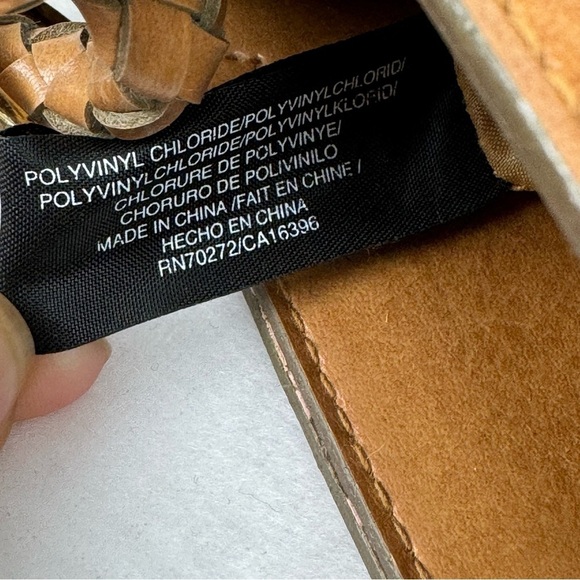 POLYVINYL CHLORIDE/POLYVINYLCHLORID/
POLYVINYLCHLORIDE/POLYVINYLKLORID/
CHLORURE DE POLYVINYE/
CHORURO DE POLIVINILO
MADE IN CHINA /FAIT EN CHINE /
HECHO EN CHINA
RN70272/CA16396